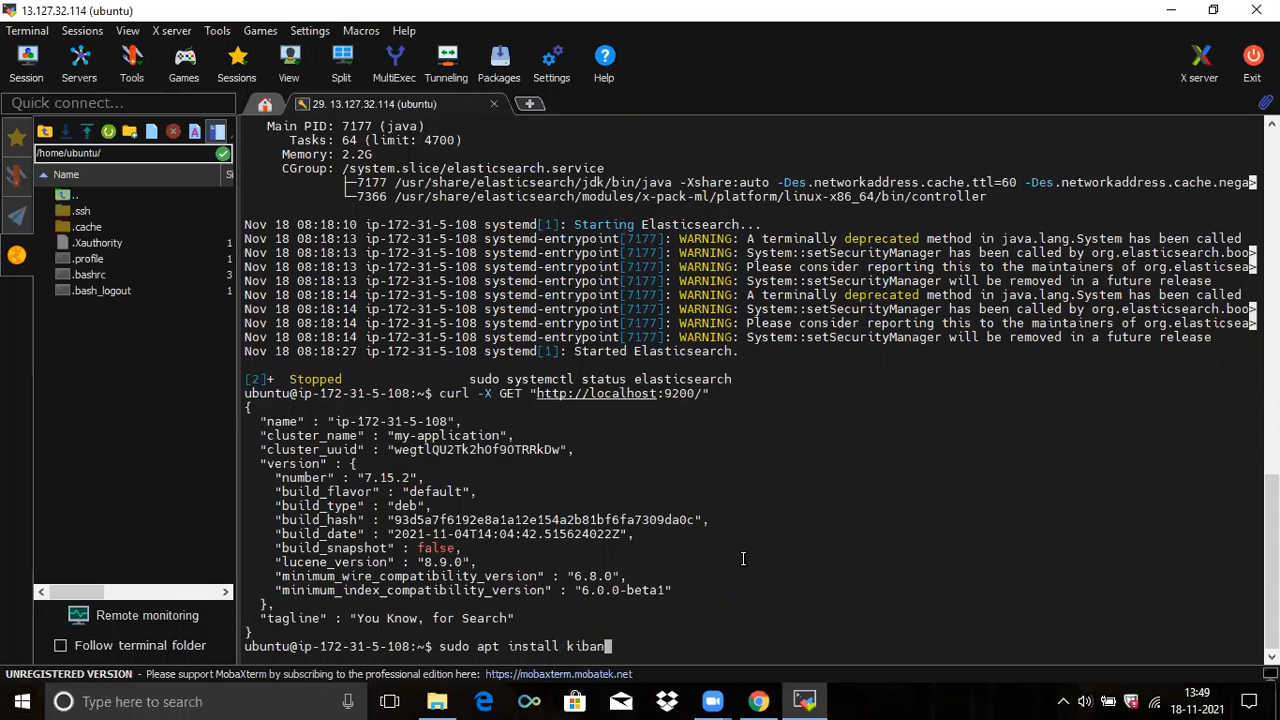 13.127.32.114 (ubuntu)
Terminal Sessions View X server Tools Games Settings Macros Help
Session Servers Tools Games Sessions View Split MultiExec Tunneling Packages Settings Help X server Exit
Quick connect...
29. 13.127.32.114 (ubuntu)
/home/ubuntu/
Name Si
..
.ssh
.cache
.Xauthority 1
.profile 1
.bashrc 3
.bash_logout 1
Remote monitoring
Follow terminal folder
Main PID: 7177 (java)
Tasks: 64 (limit: 4700)
Memory: 2.2G
CGroup: /system.slice/elasticsearch.service
├─7177 /usr/share/elasticsearch/jdk/bin/java -Xshare:auto -Des.networkaddress.cache.ttl=60 -Des.networkaddress.cache.nega>
└─7366 /usr/share/elasticsearch/modules/x-pack-ml/platform/linux-x86_64/bin/controller
Nov 18 08:18:10 ip-172-31-5-108 systemd[1]: Starting Elasticsearch...
Nov 18 08:18:13 ip-172-31-5-108 systemd-entrypoint[7177]: WARNING: A terminally deprecated method in java.lang.System has been called
Nov 18 08:18:13 ip-172-31-5-108 systemd-entrypoint[7177]: WARNING: System::setSecurityManager has been called by org.elasticsearch.boo>
Nov 18 08:18:13 ip-172-31-5-108 systemd-entrypoint[7177]: WARNING: Please consider reporting this to the maintainers of org.elasticsea>
Nov 18 08:18:13 ip-172-31-5-108 systemd-entrypoint[7177]: WARNING: System::setSecurityManager will be removed in a future release
Nov 18 08:18:14 ip-172-31-5-108 systemd-entrypoint[7177]: WARNING: A terminally deprecated method in java.lang.System has been called
Nov 18 08:18:14 ip-172-31-5-108 systemd-entrypoint[7177]: WARNING: System::setSecurityManager has been called by org.elasticsearch.boo>
Nov 18 08:18:14 ip-172-31-5-108 systemd-entrypoint[7177]: WARNING: Please consider reporting this to the maintainers of org.elasticsea>
Nov 18 08:18:14 ip-172-31-5-108 systemd-entrypoint[7177]: WARNING: System::setSecurityManager will be removed in a future release
Nov 18 08:18:27 ip-172-31-5-108 systemd[1]: Started Elasticsearch.
[2]+ Stopped sudo systemctl status elasticsearch
ubuntu@ip-172-31-5-108:~$ curl -X GET "http://localhost:9200/"
{
"name" : "ip-172-31-5-108",
"cluster_name" : "my-application",
"cluster_uuid" : "wegtlQU2Tk2hOf9OTRRkDw",
"version" : {
"number" : "7.15.2",
"build_flavor" : "default",
"build_type" : "deb",
"build_hash" : "93d5a7f6192e8a1a12e154a2b81bf6fa7309da0c",
"build_date" : "2021-11-04T14:04:42.515624022Z",
"build_snapshot" : false,
"lucene_version" : "8.9.0",
"minimum_wire_compatibility_version" : "6.8.0",
"minimum_index_compatibility_version" : "6.0.0-beta1"
},
"tagline" : "You Know, for Search"
}
ubuntu@ip-172-31-5-108:~$ sudo apt install kiban
UNREGISTERED VERSION - Please support MobaXterm by subscribing to the professional edition here: https://mobaxterm.mobatek.net
Type here to search
13:49
18-11-2021